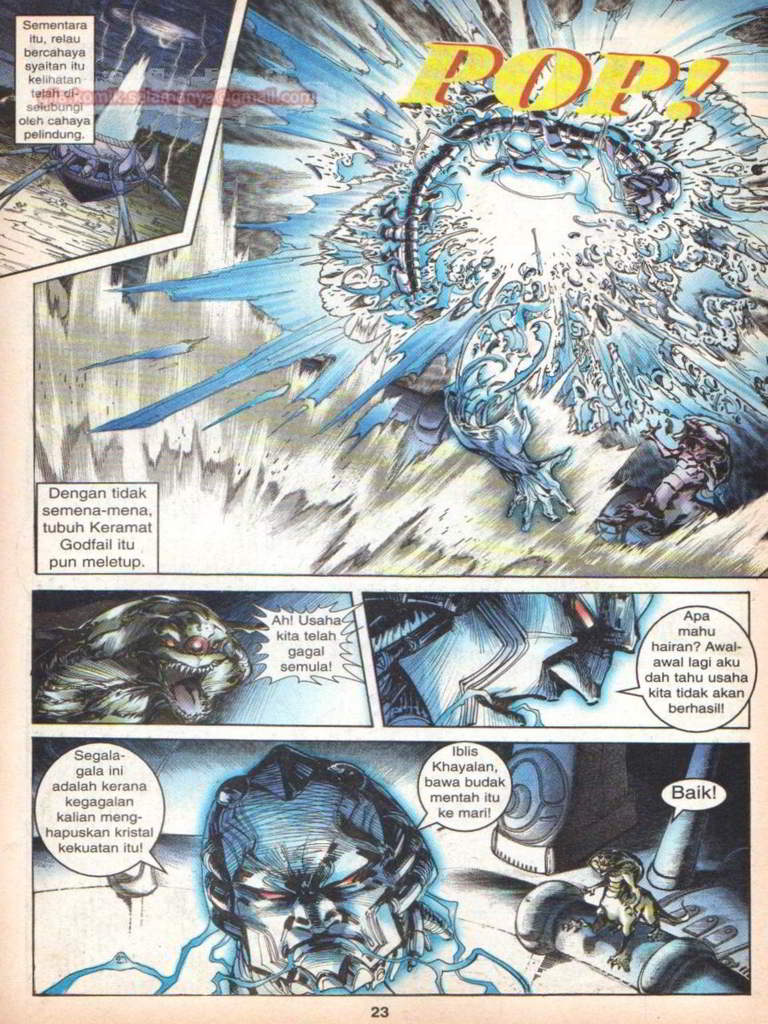 Sementara
itu, relau
bercahaya
syaitan itu
kelihatan
telah di
selubungi
oleh cahaya
pelindung.
POP!
Dengan tidak
semena-mena,
tubuh Keramat
Godfail itu
pun meletup.
Ah! Usaha
kita telah
gagal
semula!
Apa
mahu
hairan? Awal-
awal lagi aku
dah tahu usaha
kita tidak akan
berhasil!
Segala-
gala ini
adalah kerana
kegagalan
kalian meng-
hapuskan kristal
kekuatan itu!
Iblis
Khayalan,
bawa budak
mentah itu
ke mari!
Baik!
23